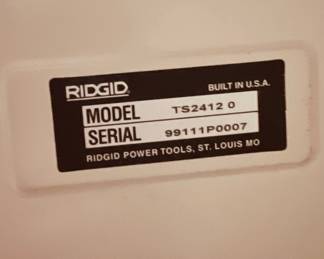 RIDGID. BUILT IN U.S.A.
MODEL TS2412 0
SERIAL 99111P0007
RIDGID POWER TOOLS, ST. LOUIS MO